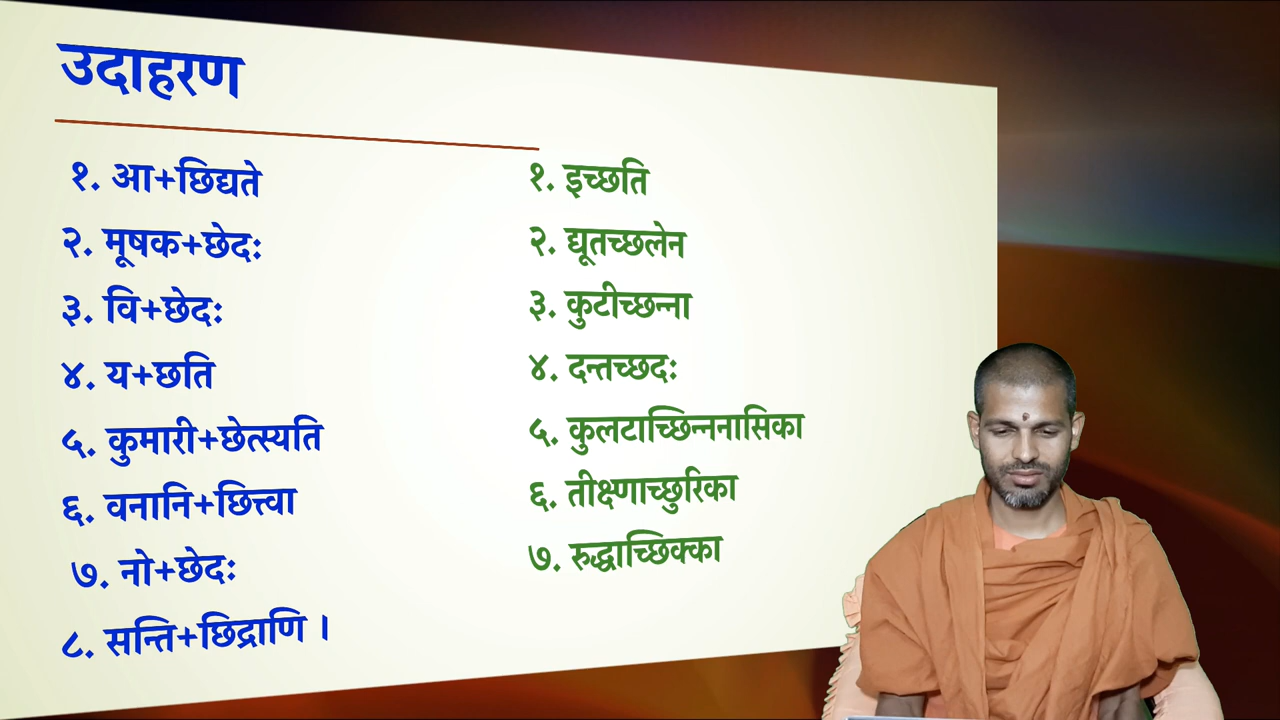 उदाहरण
१. आ+छिद्यते
२. मूषक+छेदः
३. वि+छेदः
४. य+छति
५. कुमारी+छेत्स्यति
६. वनानि+छित्त्वा
७. नो+छेदः
८. सन्ति+छिद्राणि ।
१. इच्छति
२. द्यूतच्छलेन
३. कुटीच्छन्ना
४. दन्तच्छदः
५. कुलटाच्छिन्ननासिका
६. तीक्ष्णाच्छुरिका
७. रुद्धाच्छिक्का